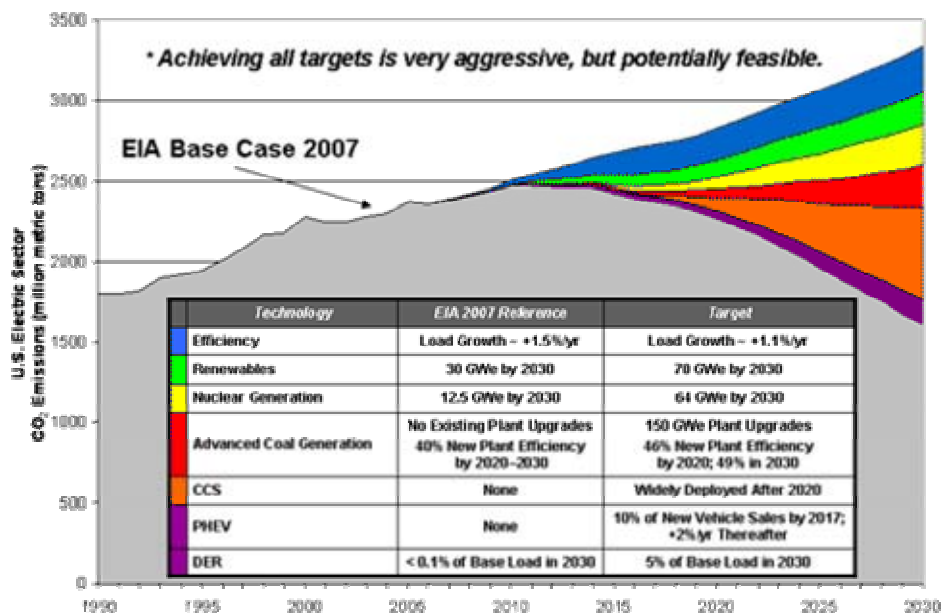 3500
3000
2500
2000
1500
1000
500
0
* Achieving all targets is very aggressive, but potentially feasible.
EIA Base Case 2007
U.S. Electric Sector
CO2 Emissions (million metric tons)
Technology EIA 2007 Reference Target
Efficiency Load Growth ~ +1.5%/yr Load Growth ~ +1.1%/yr
Renewables 30 GWe by 2030 70 GWe by 2030
Nuclear Generation 12.5 GWe by 2030 64 GWe by 2030
Advanced Coal Generation
No Existing Plant Upgrades
40% New Plant Efficiency
by 2020–2030
150 GWe Plant Upgrades
46% New Plant Efficiency
by 2020; 49% in 2030
CCS None Widely Deployed After 2020
PHEV None
10% of New Vehicle Sales by 2017;
+2%/yr Thereafter
DER < 0.1% of Base Load in 2030 5% of Base Load in 2030
1990 1995 2000 2005 2010 2015 2020 2025 2030